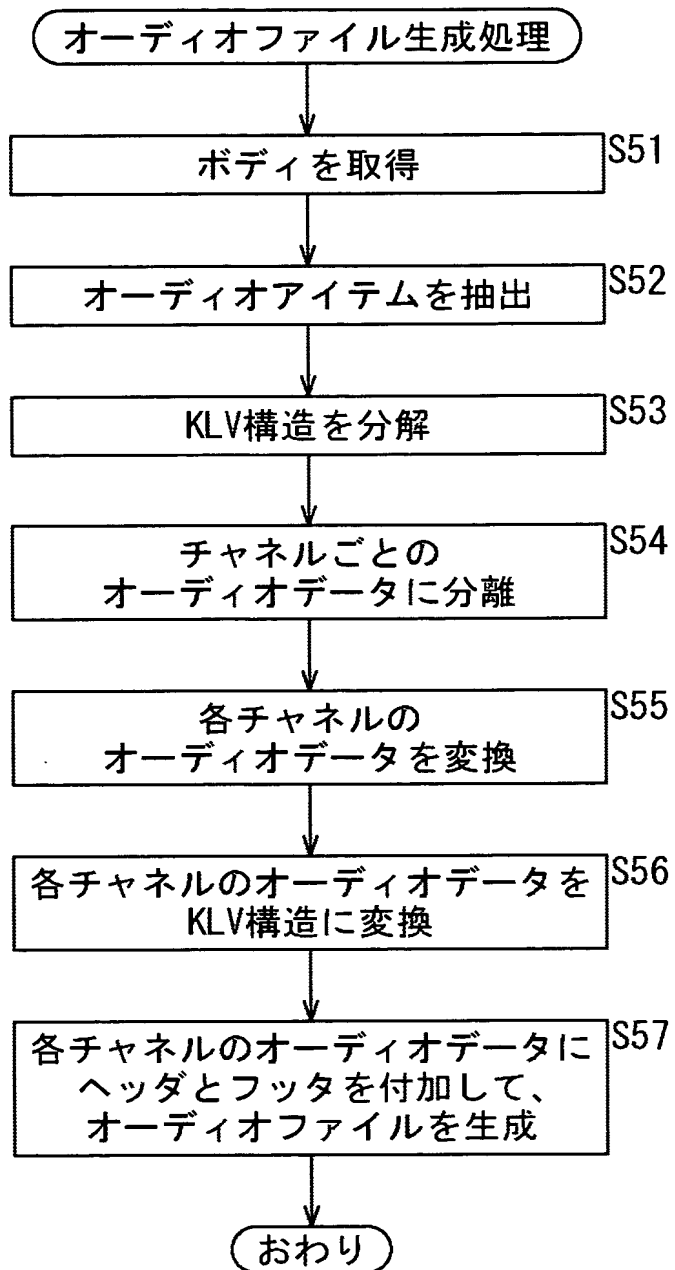 オーディオファイル生成処理
ボディを取得
S51
オーディオアイテムを抽出
S52
KLV構造を分解
S53
チャネルごとの
オーディオデータに分離
S54
各チャネルの
オーディオデータを変換
S55
各チャネルのオーディオデータを
KLV構造に変換
S56
各チャネルのオーディオデータに
ヘッダとフッタを付加して、
オーディオファイルを生成
S57
おわり